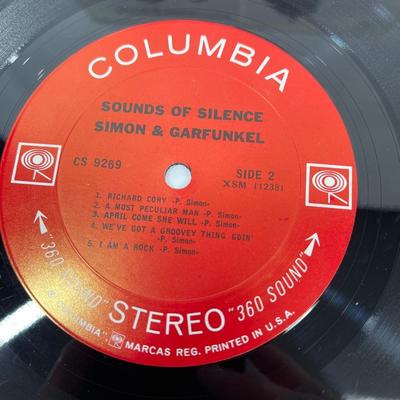 COLUMBIA
SOUNDS OF SILENCE
SIMON & GARFUNKEL
CS 9269
SIDE 2
XSM 112381
1. RICHARD CORY -P. Simon-
2. A MOST PECULIAR MAN -P. Simon-
3. APRIL COME SHE WILL -P. Simon-
4. WE'VE GOT A GROOVEY THING GOIN'
-P. Simon-
5. I AM A ROCK -P. Simon-
"360 SOUND" STEREO "360 SOUND"
® "COLUMBIA", MARCAS REG. PRINTED IN U.S.A.